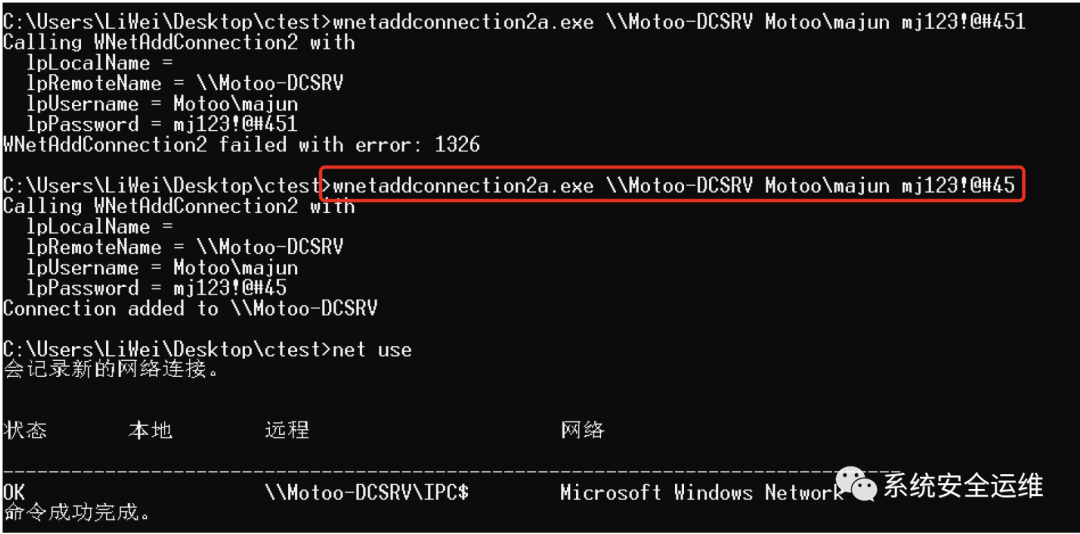 C:\Users\LiWei\Desktop\ctest>wnetaddconnection2a.exe \\Motoo-DCSRV Motoo\majun mj123!@#451
Calling WNetAddConnection2 with
lpLocalName =
lpRemoteName = \\Motoo-DCSRV
lpUsername = Motoo\majun
lpPassword = mj123!@#451
WNetAddConnection2 failed with error: 1326
C:\Users\LiWei\Desktop\ctest>wnetaddconnection2a.exe \\Motoo-DCSRV Motoo\majun mj123!@#45
Calling WNetAddConnection2 with
lpLocalName =
lpRemoteName = \\Motoo-DCSRV
lpUsername = Motoo\majun
lpPassword = mj123!@#45
Connection added to \\Motoo-DCSRV
C:\Users\LiWei\Desktop\ctest>net use
会记录新的网络连接。
状态 本地 远程 网络
-------------------------------------------------------------------------------
OK \\Motoo-DCSRV\IPC$ Microsoft Windows Network
命令成功完成。
系统安全运维